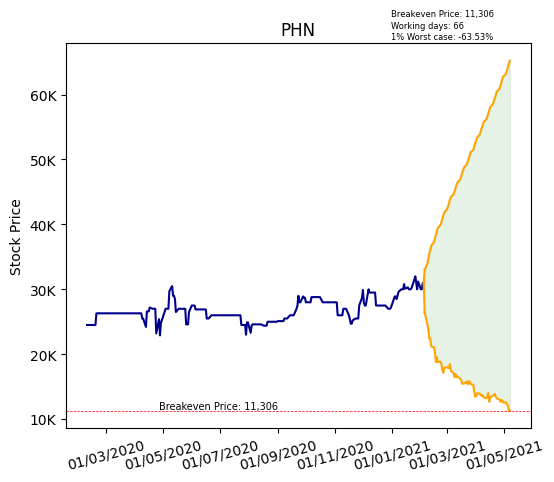 Breakeven Price: 11,306
Working days: 66
1% Worst case: -63.53%
PHN
Stock Price
60K
50K
40K
30K
20K
10K
Breakeven Price: 11,306
01/03/2020
01/05/2020
01/07/2020
01/09/2020
01/11/2020
01/01/2021
01/03/2021
01/05/2021